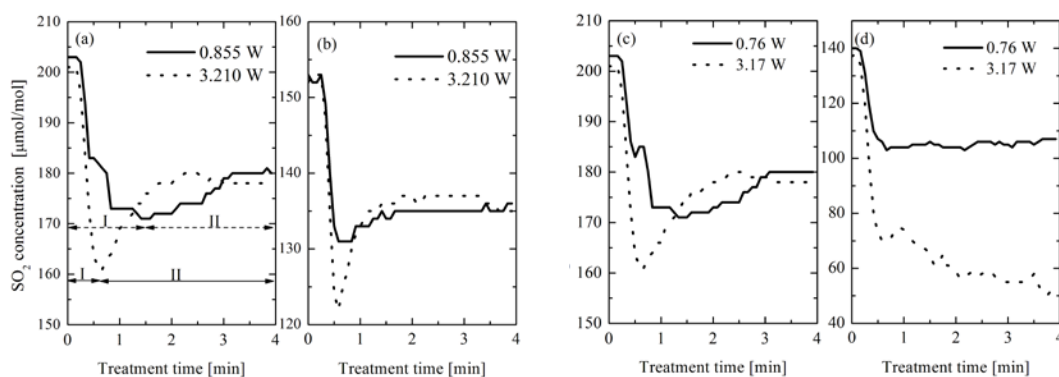 SO₂ concentration [μmol/mol]
210
200
190
180
170
160
150
(a)
0.855 W
3.210 W
I
II
I
II
0
1
2
3
4
Treatment time [min]
160
150
140
130
120
(b)
0.855 W
3.210 W
0
1
2
3
4
Treatment time [min]
210
200
190
180
170
160
150
(c)
0.76 W
3.17 W
0
1
2
3
4
Treatment time [min]
140
120
100
80
60
40
(d)
0.76 W
3.17 W
0
1
2
3
4
Treatment time [min]